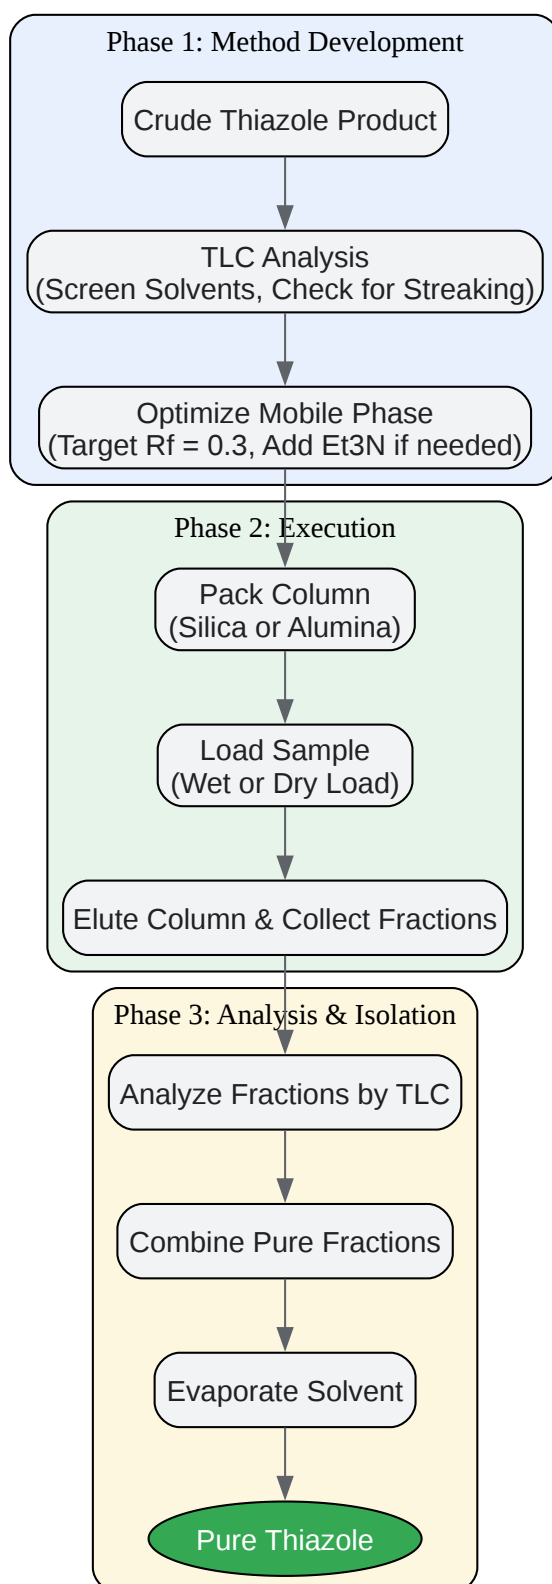 Phase 1: Method Development
Crude Thiazole Product
TLC Analysis
(Screen Solvents, Check for Streaking)
Optimize Mobile Phase
(Target Rf = 0.3, Add Et3N if needed)
Phase 2: Execution
Pack Column
(Silica or Alumina)
Load Sample
(Wet or Dry Load)
Elute Column & Collect Fractions
Phase 3: Analysis & Isolation
Analyze Fractions by TLC
Combine Pure Fractions
Evaporate Solvent
Pure Thiazole